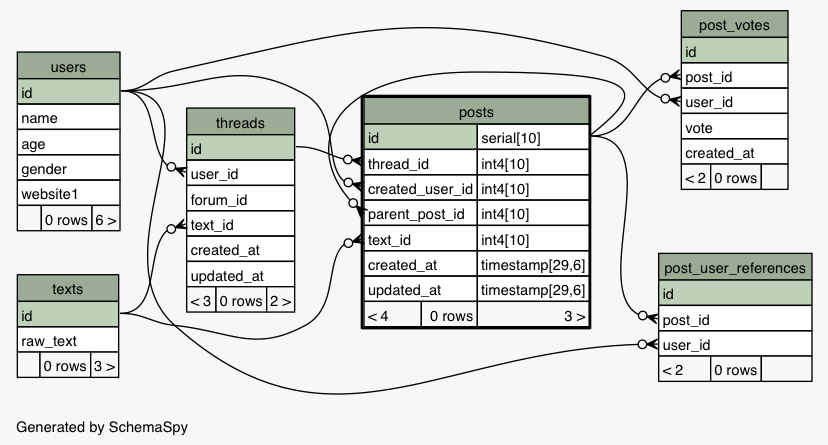 users
id
name
age
gender
website1
0 rows 6 >
texts
id
raw_text
0 rows 3 >
threads
id
user_id
forum_id
text_id
created_at
updated_at
< 3 0 rows 2 >
posts
id serial[10]
thread_id int4[10]
created_user_id int4[10]
parent_post_id int4[10]
text_id int4[10]
created_at timestamp[29,6]
updated_at timestamp[29,6]
< 4 0 rows 3 >
post_votes
id
post_id
user_id
vote
created_at
< 2 0 rows
post_user_references
id
post_id
user_id
< 2 0 rows
Generated by SchemaSpy